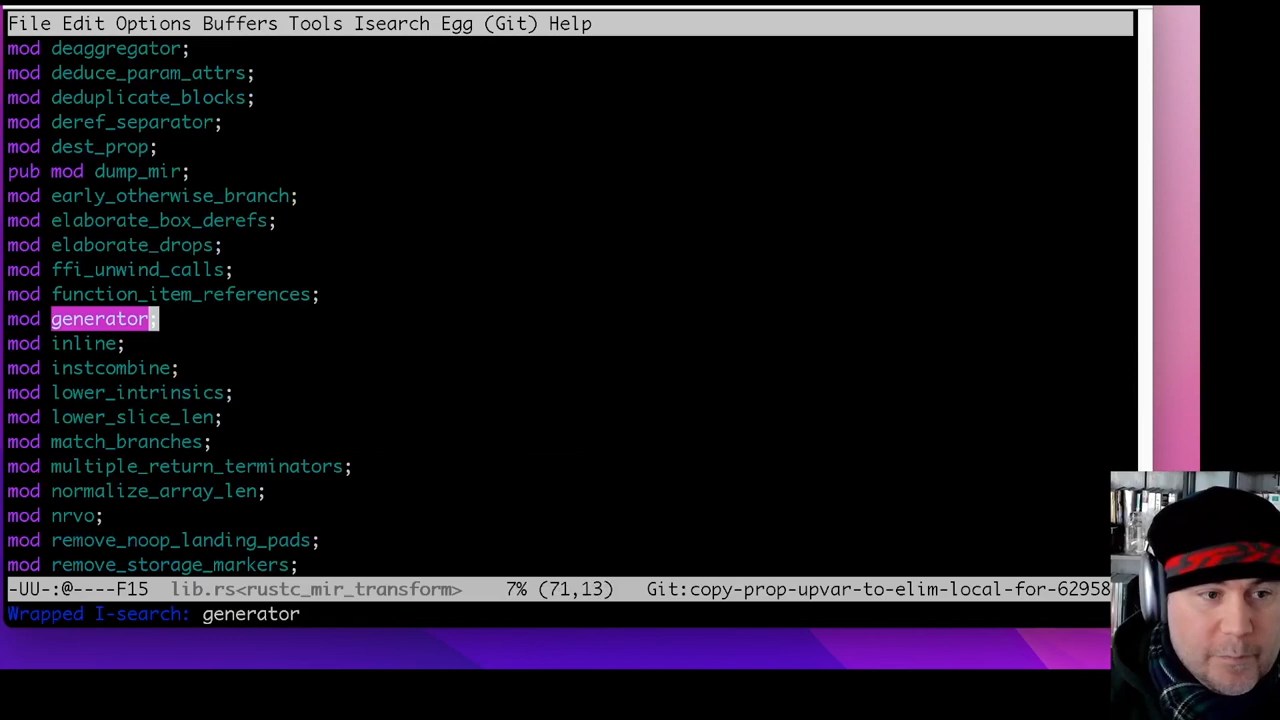 File Edit Options Buffers Tools Isearch Egg (Git) Help
mod deaggregator;
mod deduce_param_attrs;
mod deduplicate_blocks;
mod deref_separator;
mod dest_prop;
pub mod dump_mir;
mod early_otherwise_branch;
mod elaborate_box_derefs;
mod elaborate_drops;
mod ffi_unwind_calls;
mod function_item_references;
mod generator;
mod inline;
mod instcombine;
mod lower_intrinsics;
mod lower_slice_len;
mod match_branches;
mod multiple_return_terminators;
mod normalize_array_len;
mod nrvo;
mod remove_noop_landing_pads;
mod remove_storage_markers;
-UU-:@----F15  lib.rs<rustc_mir_transform>    7% (71,13)   Git:copy-prop-upvar-to-elim-local-for-62958
Wrapped I-search: generator